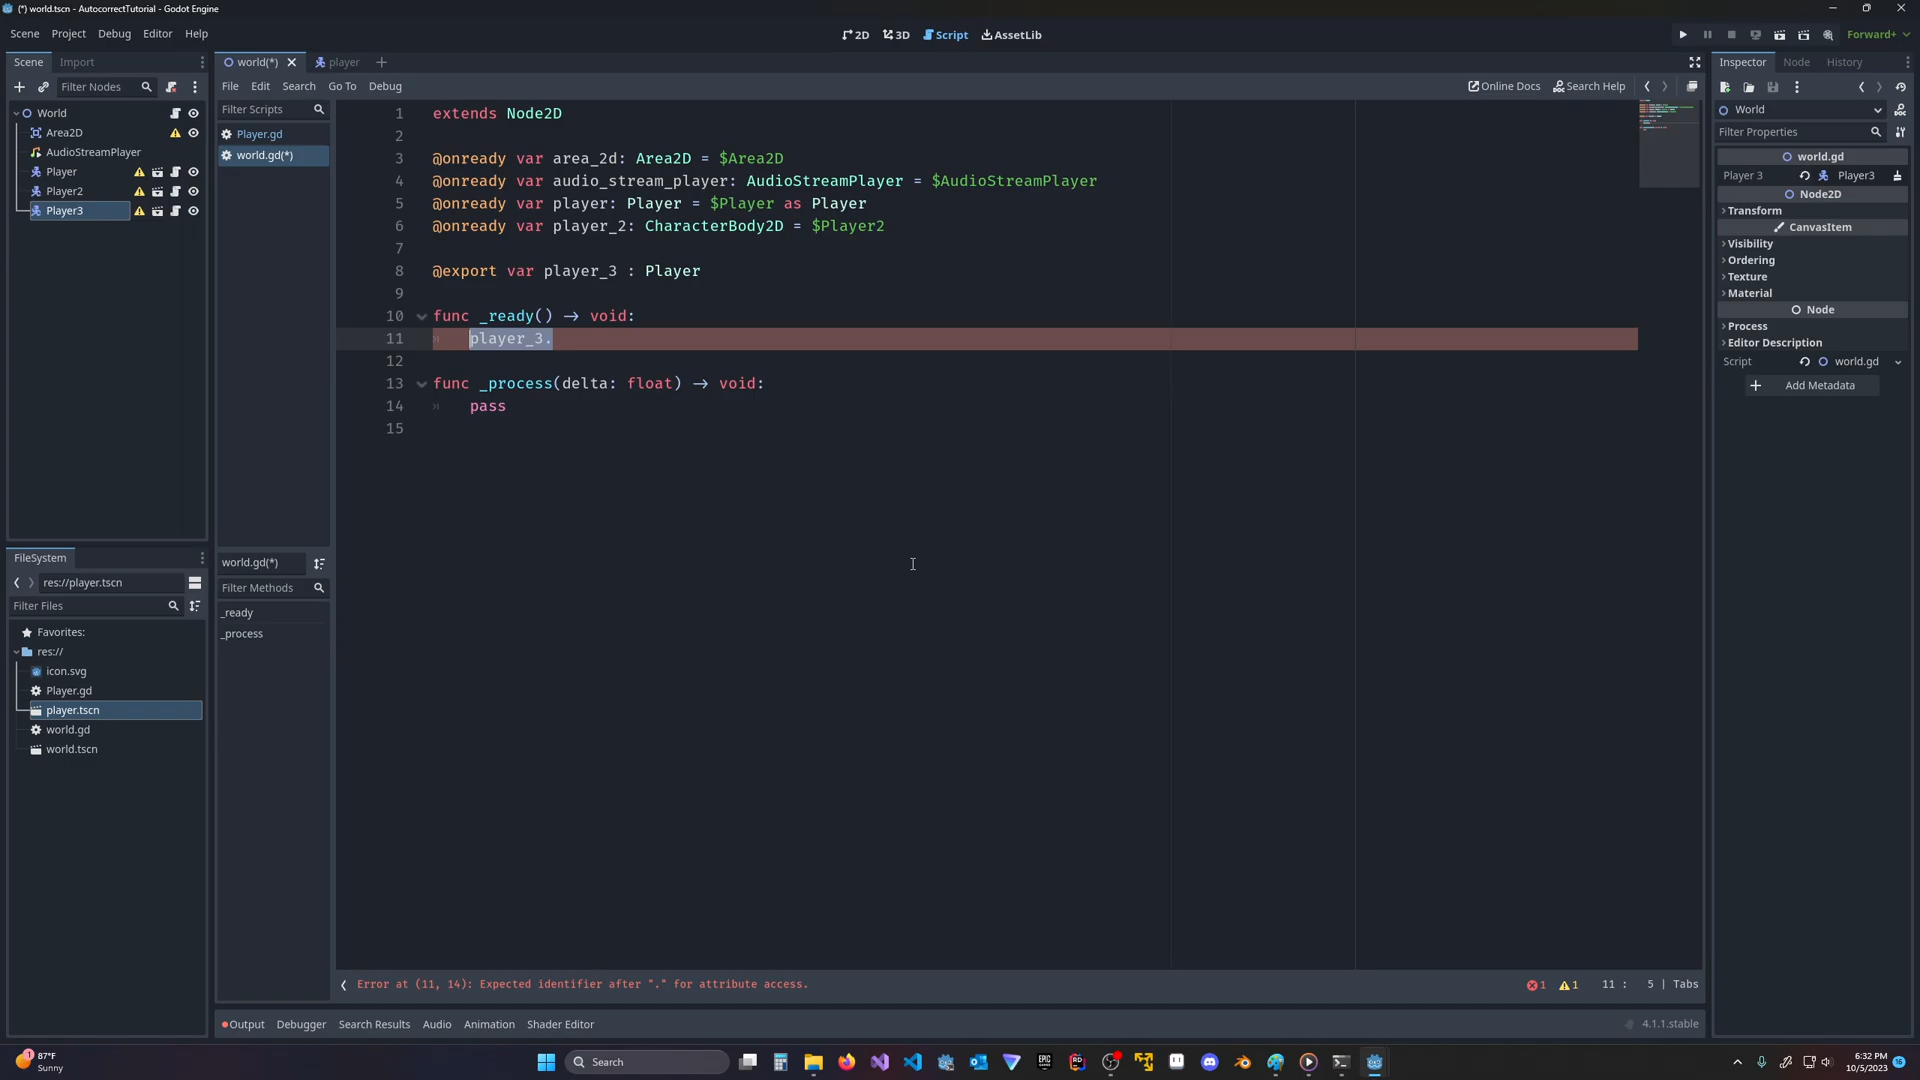 (*) world.tscn - AutocorrectTutorial - Godot Engine
Scene Project Debug Editor Help
2D 3D Script AssetLib
Forward+
Scene Import
Filter Nodes
World
Area2D
AudioStreamPlayer
Player
Player2
Player3
FileSystem
res://player.tscn
Filter Files
Favorites:
res://
icon.svg
Player.gd
player.tscn
world.gd
world.tscn
world(*) player
File Edit Search Go To Debug
Online Docs Search Help
Filter Scripts
Player.gd
world.gd(*)
world.gd(*)
Filter Methods
_ready
_process
1 extends Node2D
2
3 @onready var area_2d: Area2D = $Area2D
4 @onready var audio_stream_player: AudioStreamPlayer = $AudioStreamPlayer
5 @onready var player: Player = $Player as Player
6 @onready var player_2: CharacterBody2D = $Player2
7
8 @export var player_3 : Player
9
10 func _ready() -> void:
11 player_3.
12
13 func _process(delta: float) -> void:
14 pass
15
Error at (11, 14): Expected identifier after "." for attribute access.
1 1 11 : 5 | Tabs
Output Debugger Search Results Audio Animation Shader Editor
4.1.1.stable
Inspector Node History
World
Filter Properties
world.gd
Player 3 Player3
Node2D
Transform
CanvasItem
Visibility
Ordering
Texture
Material
Node
Process
Editor Description
Script world.gd
Add Metadata
1
87°F
Sunny
Search
6:32 PM
10/5/2023
16